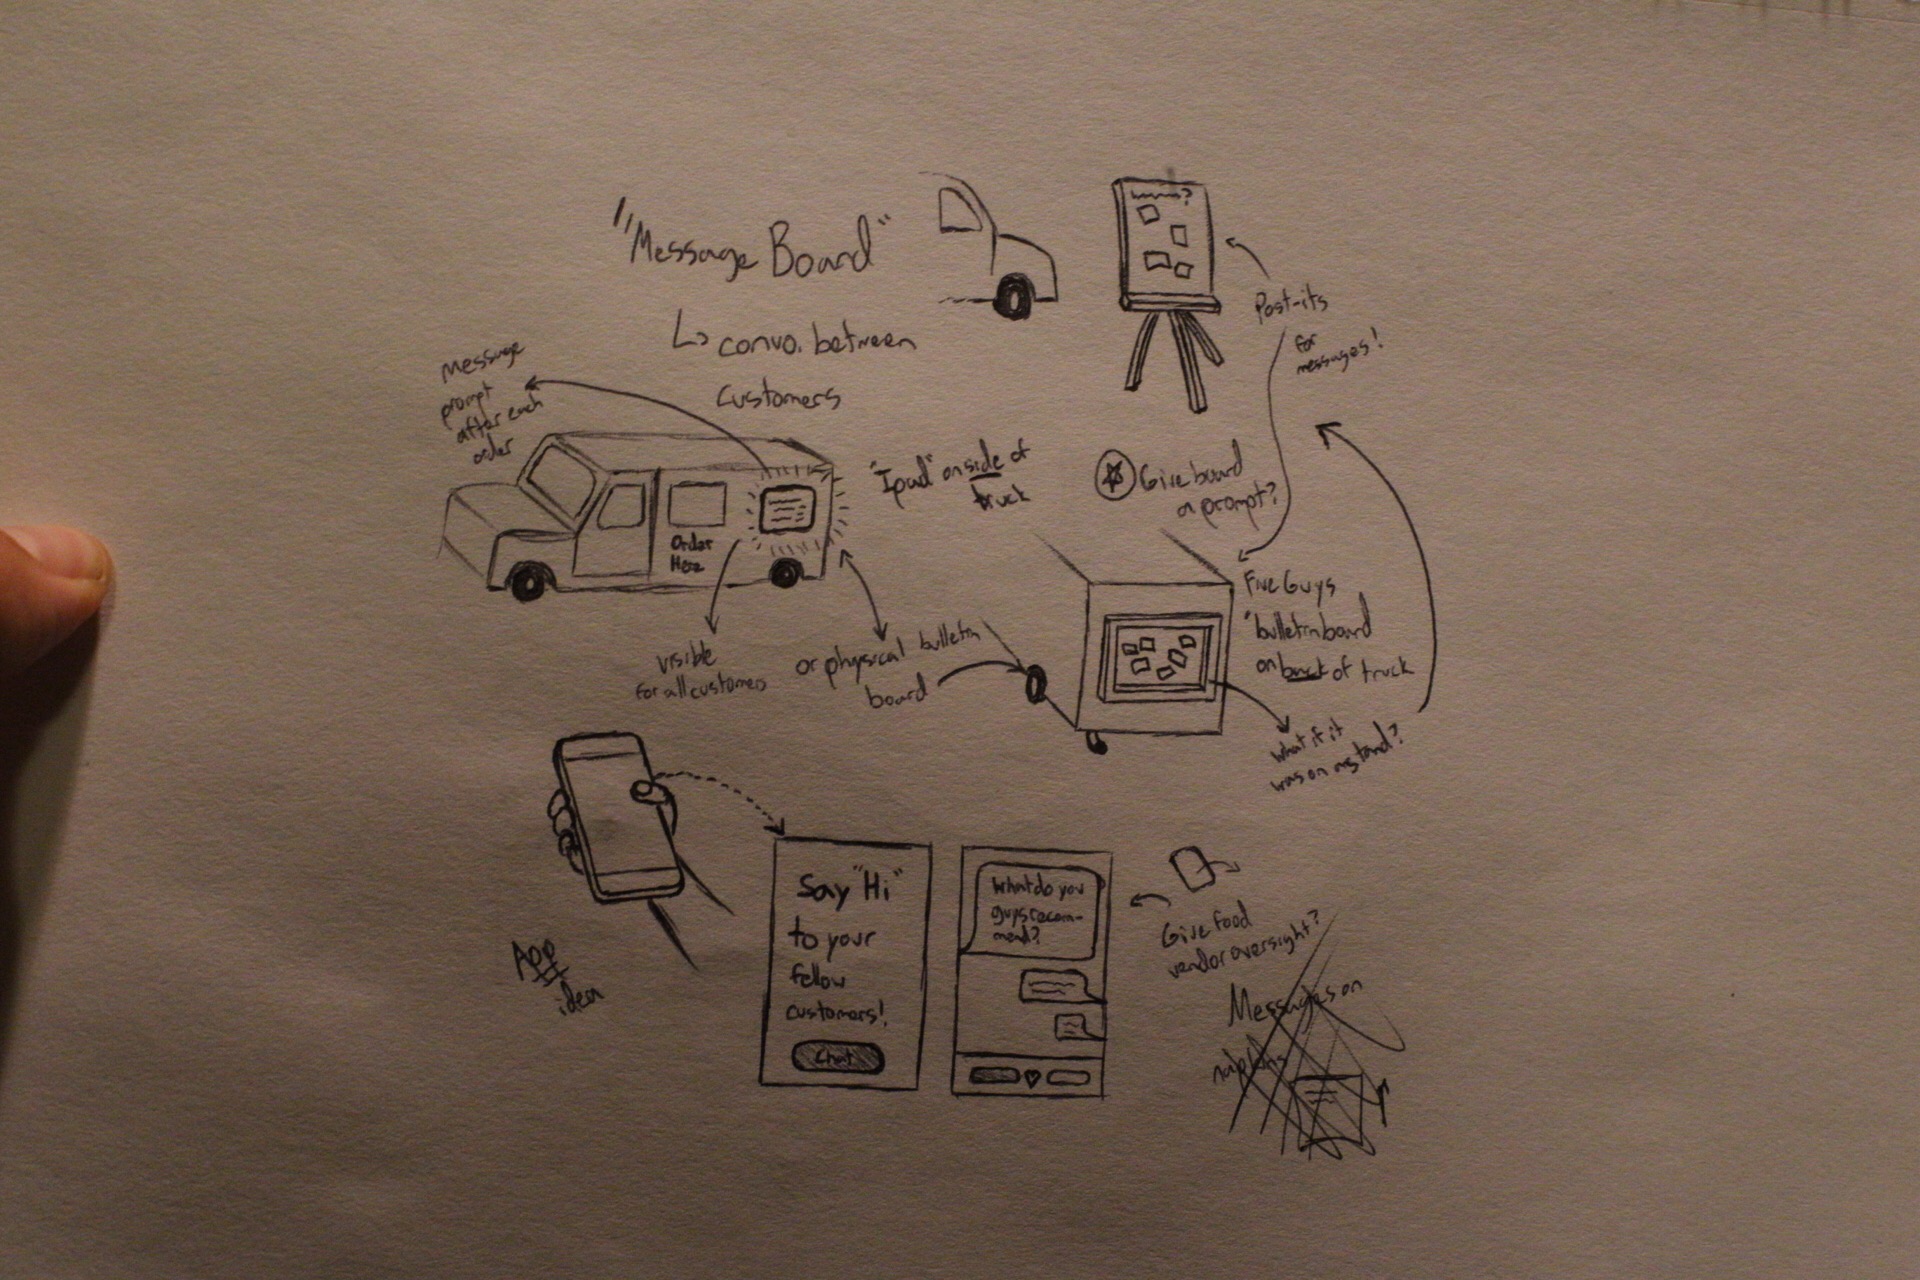 "Message Board"
↳ convo. between
customers
message
prompt
after each
order
Order
Here
"Ipad" on side of
truck
visible
for all customers
or physical bulletin
board
?
Post-its
for
messages!
Give board
a prompt?
Five Guys
"bulletin board
on back of truck
what if it
was on a stand?
App
idea
Say "Hi"
to your
fellow
customers!
Chat
What do you
guys recom-
mend?
Give food
vendor oversight?
Messages on
napkins